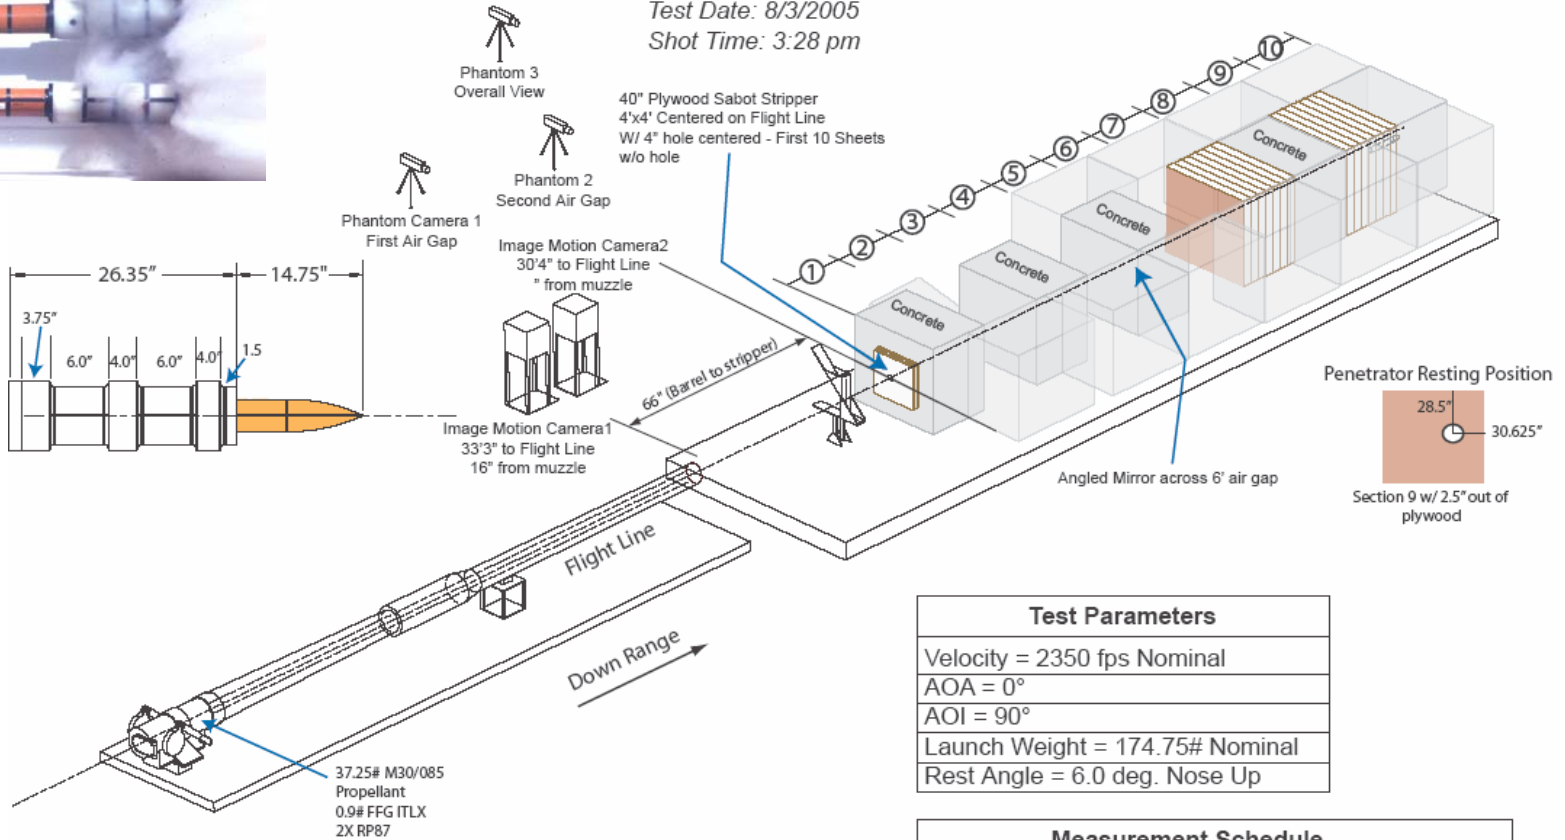 Test Date: 8/3/2005
Shot Time: 3:28 pm
Phantom 3
Overall View
40" Plywood Sabot Stripper
4'x4' Centered on Flight Line
W/ 4" hole centered - First 10 Sheets
w/o hole
Phantom 2
Second Air Gap
Phantom Camera 1
First Air Gap
Image Motion Camera2
30'4" to Flight Line
" from muzzle
1
2
3
4
5
6
7
8
9
10
Concrete
Concrete
Concrete
Concrete
26.35"
14.75"
3.75"
6.0"
4.0"
6.0"
4.0"
1.5
66" (Barrel to stripper)
Image Motion Camera1
33'3" to Flight Line
16" from muzzle
Angled Mirror across 6' air gap
Penetrator Resting Position
28.5"
30.625"
Section 9 w/ 2.5" out of
plywood
Flight Line
Down Range
37.25# M30/085
Propellant
0.9# FFG ITLX
2X RP87
Test Parameters
Velocity = 2350 fps Nominal
AOA = 0°
AOI = 90°
Launch Weight = 174.75# Nominal
Rest Angle = 6.0 deg. Nose Up
Measurement Schedule